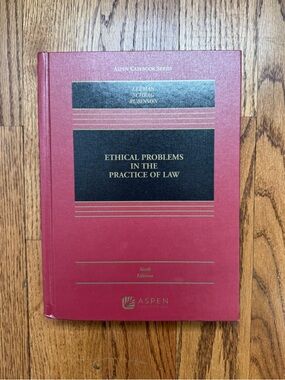 ASPEN CASEBOOK SERIES
LERMAN
SCHRAG
RUBINSON
ETHICAL PROBLEMS
IN THE
PRACTICE OF LAW
Sixth
Edition
ASPEN